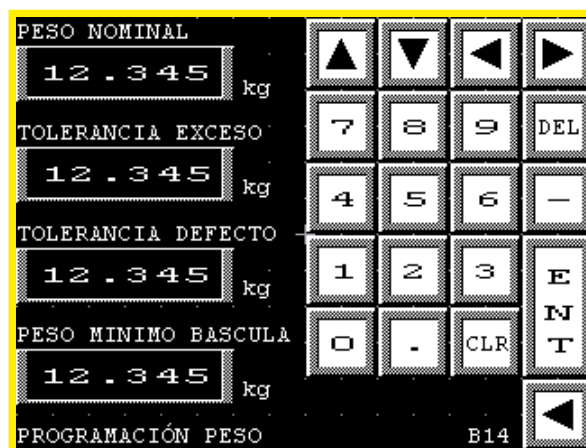 PESO NOMINAL
12.345 kg
TOLERANCIA EXCESO
12.345 kg
TOLERANCIA DEFECTO
12.345 kg
PESO MINIMO BASCULA
12.345 kg
PROGRAMACIÓN PESO
7 8 9 DEL
4 5 6 —
1 2 3 ENT
0 . CLR
B14